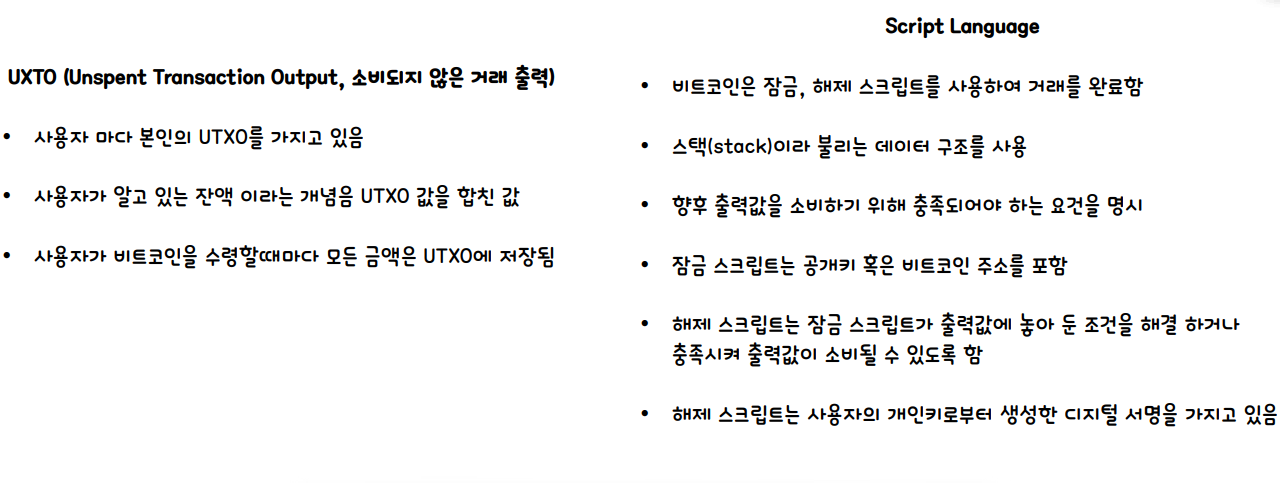 UXTO (Unspent Transaction Output, 소비되지 않은 거래 출력)
• 사용자 마다 본인의 UTXO를 가지고 있음
• 사용자가 알고 있는 잔액 이라는 개념음 UTXO 값을 합친 값
• 사용자가 비트코인을 수령할때마다 모든 금액은 UTXO에 저장됨
Script Language
• 비트코인은 잠금, 해제 스크립트를 사용하여 거래를 완료함
• 스택(stack)이라 불리는 데이터 구조를 사용
• 향후 출력값을 소비하기 위해 충족되어야 하는 요건을 명시
• 잠금 스크립트는 공개키 혹은 비트코인 주소를 포함
• 해제 스크립트는 잠금 스크립트가 출력값에 놓아 둔 조건을 해결 하거나
충족시켜 출력값이 소비될 수 있도록 함
• 해제 스크립트는 사용자의 개인키로부터 생성한 디지털 서명을 가지고 있음